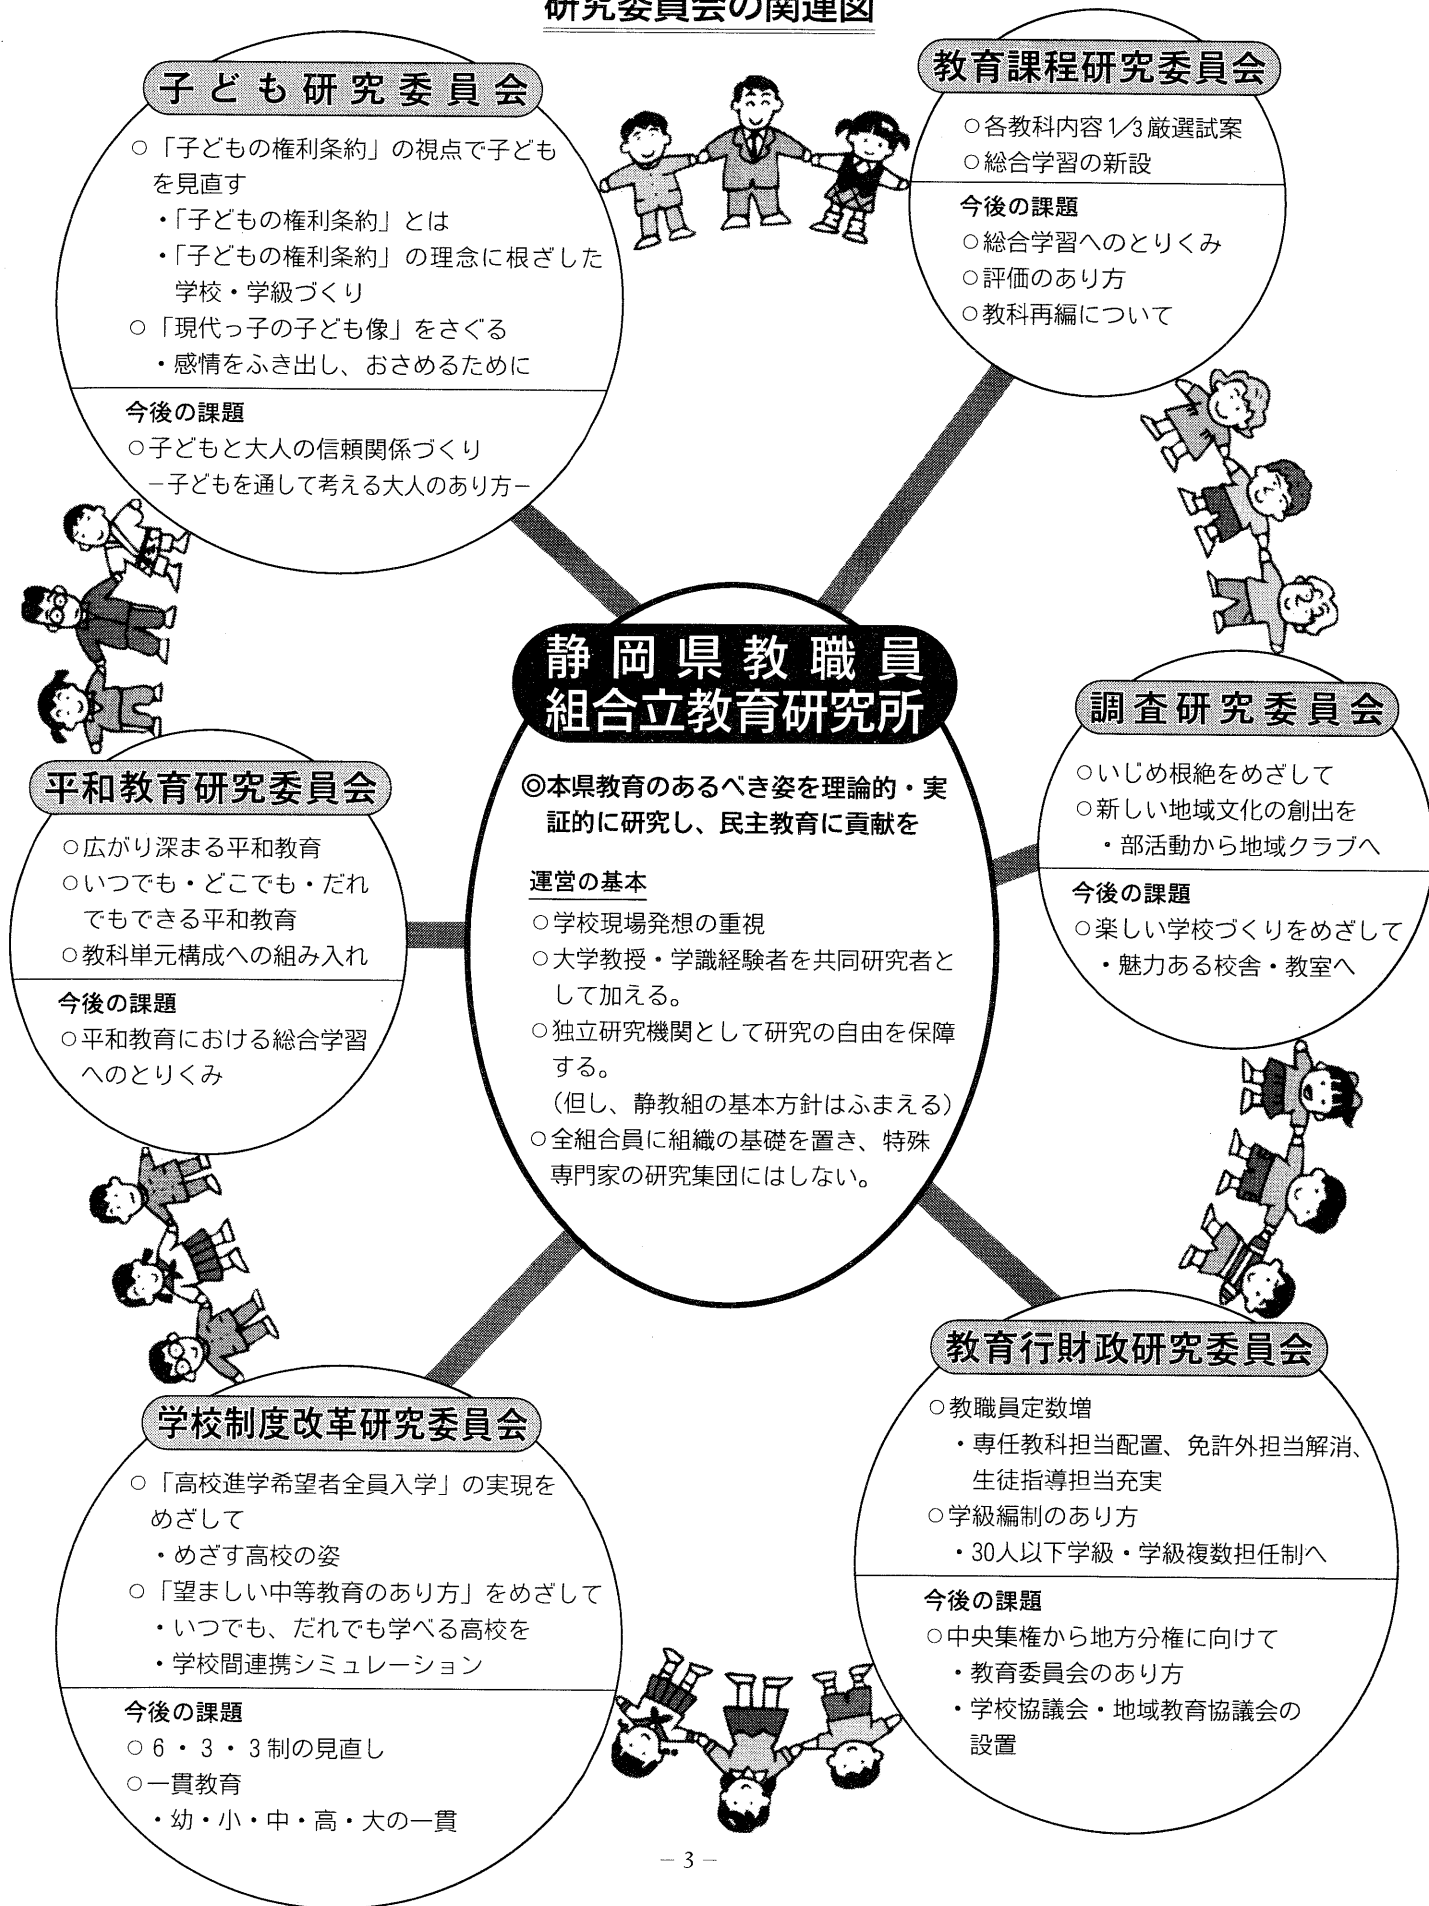 研究委員会の関連図
子ども研究委員会
○「子どもの権利条約」の視点で子ども
を見直す
・「子どもの権利条約」とは
・「子どもの権利条約」の理念に根ざした
学校・学級づくり
○「現代っ子の子ども像」をさぐる
・感情をふき出し、おさめるために
今後の課題
○子どもと大人の信頼関係づくり
－子どもを通して考える大人のあり方－
教育課程研究委員会
○各教科内容1/3厳選試案
○総合学習の新設
今後の課題
○総合学習へのとりくみ
○評価のあり方
○教科再編について
静岡県教職員
組合立教育研究所
◎本県教育のあるべき姿を理論的・実
証的に研究し、民主教育に貢献を
運営の基本
○学校現場発想の重視
○大学教授・学識経験者を共同研究者と
して加える。
○独立研究機関として研究の自由を保障
する。
（但し、静教組の基本方針はふまえる）
○全組合員に組織の基礎を置き、特殊
専門家の研究集団にはしない。
調査研究委員会
○いじめ根絶をめざして
○新しい地域文化の創出を
・部活動から地域クラブへ
今後の課題
○楽しい学校づくりをめざして
・魅力ある校舎・教室へ
平和教育研究委員会
○広がり深まる平和教育
○いつでも・どこでも・だれ
でもできる平和教育
○教科単元構成への組み入れ
今後の課題
○平和教育における総合学習
へのとりくみ
学校制度改革研究委員会
○「高校進学希望者全員入学」の実現を
めざして
・めざす高校の姿
○「望ましい中等教育のあり方」をめざして
・いつでも、だれでも学べる高校を
・学校間連携シミュレーション
今後の課題
○6・3・3制の見直し
○一貫教育
・幼・小・中・高・大の一貫
教育行財政研究委員会
○教職員定数増
・専任教科担当配置、免許外担当解消、
生徒指導担当充実
○学級編制のあり方
・30人以下学級・学級複数担任制へ
今後の課題
○中央集権から地方分権に向けて
・教育委員会のあり方
・学校協議会・地域教育協議会の
設置
－3－